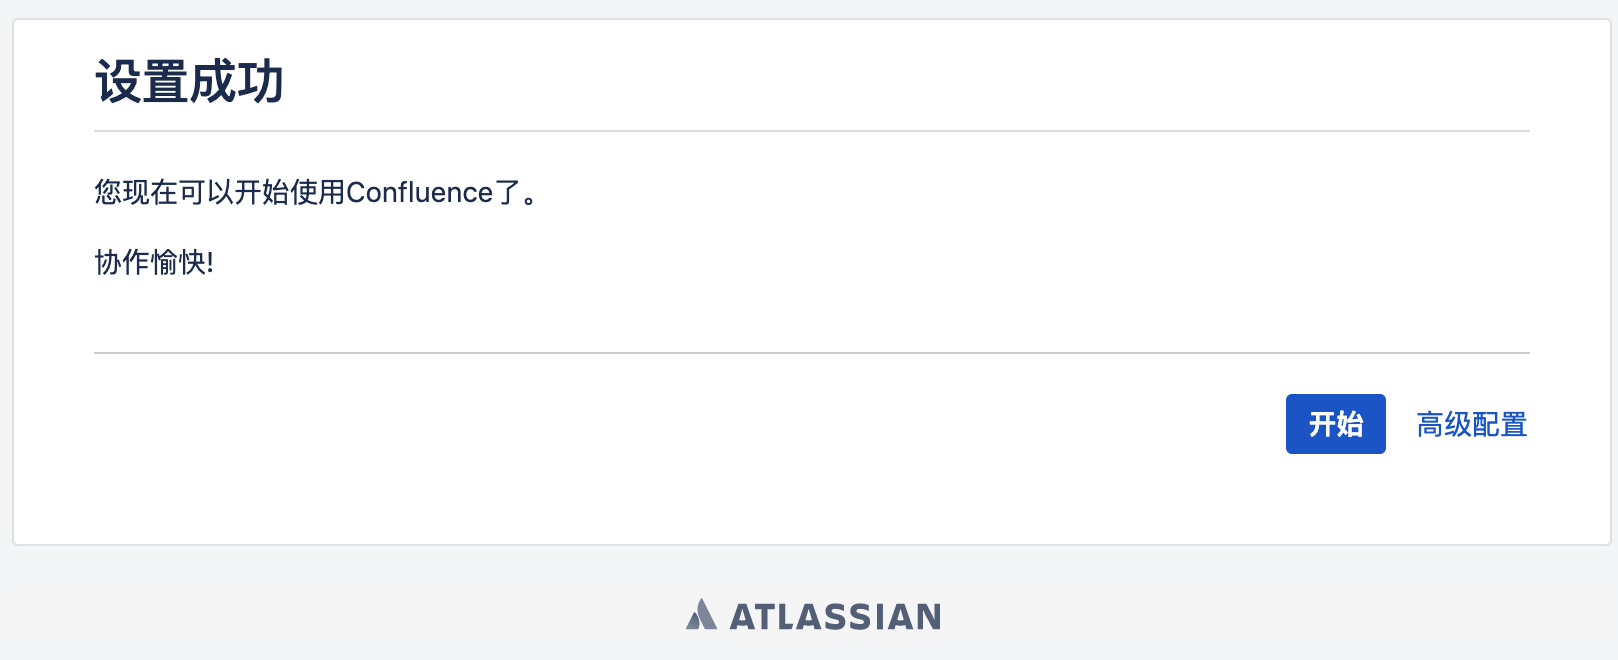 设置成功
您现在可以开始使用Confluence了。
协作愉快!
开始 高级配置
ATLASSIAN